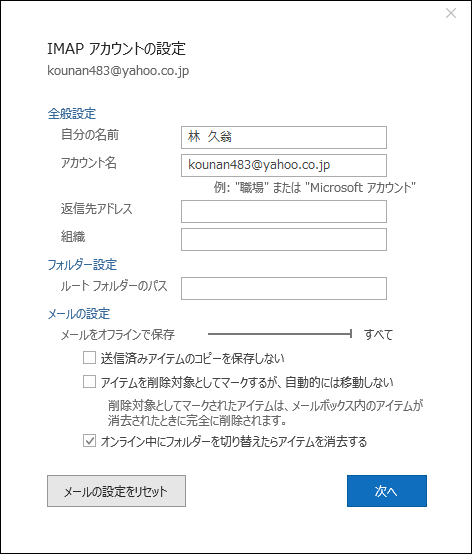 IMAP アカウントの設定
kounan483@yahoo.co.jp
全般設定
自分の名前 林 久翁
アカウント名 kounan483@yahoo.co.jp
例: "職場" または "Microsoft アカウント"
返信先アドレス
組織
フォルダー設定
ルート フォルダーのパス
メールの設定
メールをオフラインで保存 すべて
送信済みアイテムのコピーを保存しない
アイテムを削除対象としてマークするが、自動的には移動しない
削除対象としてマークされたアイテムは、メールボックス内のアイテムが
消去されたときに完全に削除されます。
オンライン中にフォルダーを切り替えたらアイテムを消去する
メールの設定をリセット 次へ